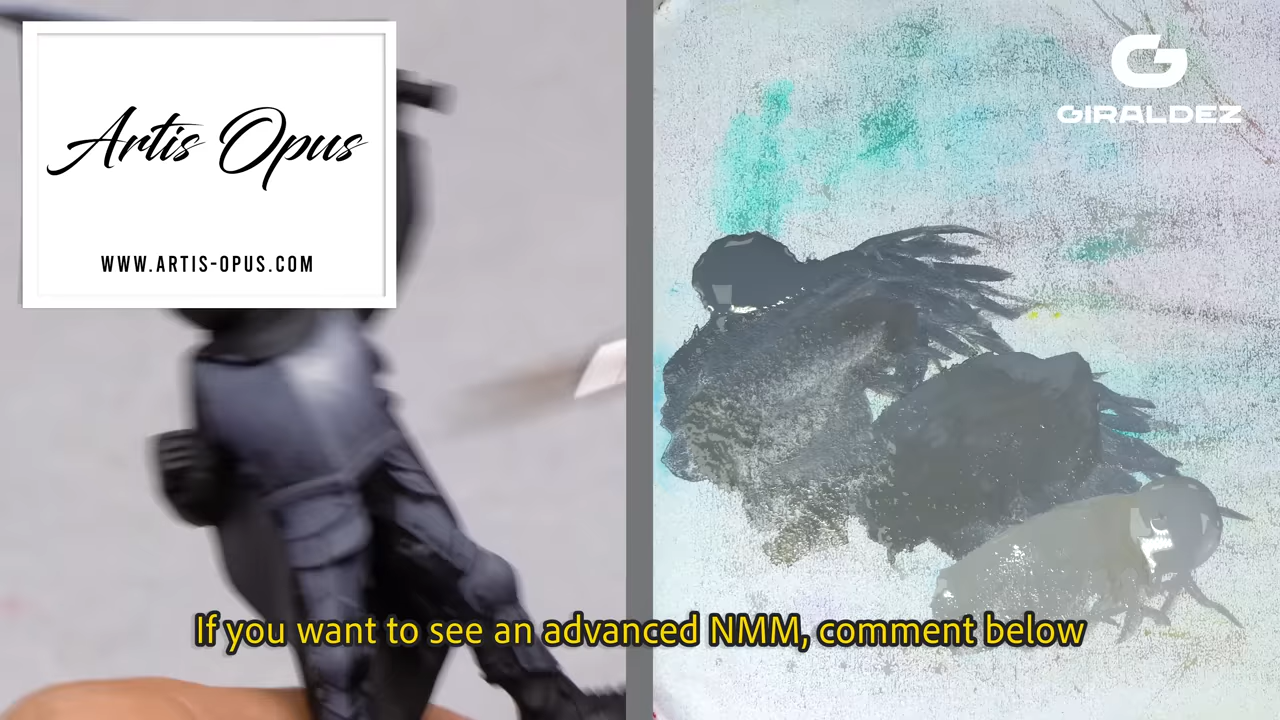 Artis Opus
WWW.ARTIS-OPUS.COM
GIRALDEZ
If you want to see an advanced NMM, comment below